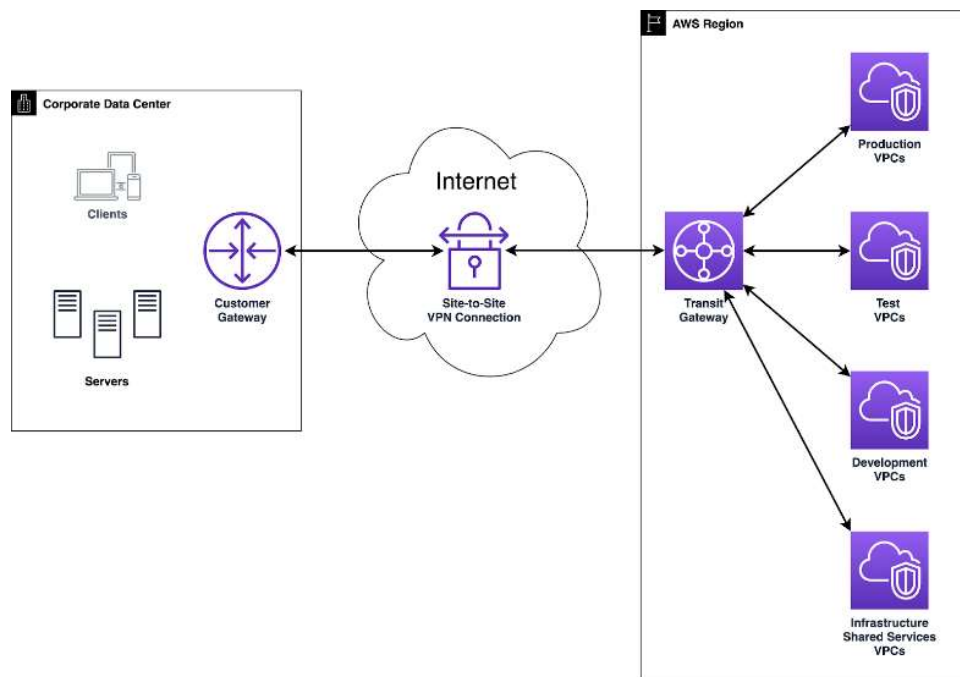 AWS Region
Corporate Data Center
Production
VPCs
Clients
Internet
Customer
Gateway
Site-to-Site
VPN Connection
Transit
Gateway
Test
VPCs
Servers
Development
VPCs
Infrastructure
Shared Services
VPCs